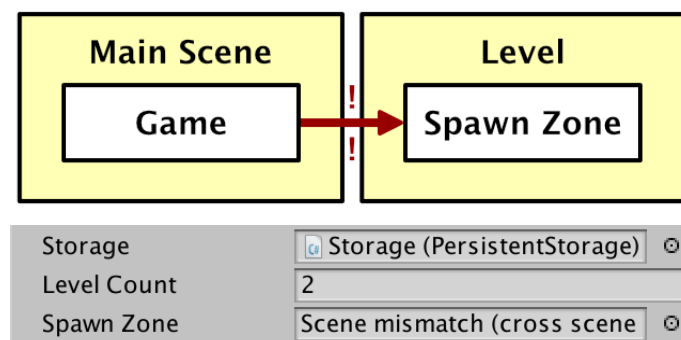 Main Scene
Level
Game
!
!
Spawn Zone
Storage
Storage (PersistentStorage)
Level Count
2
Spawn Zone
Scene mismatch (cross scene